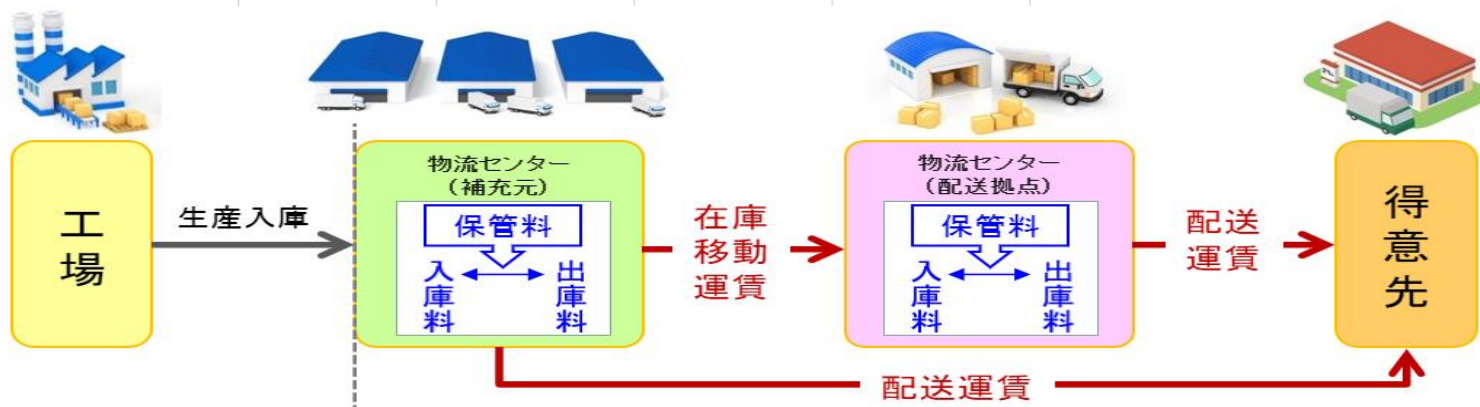 工場
生産入庫
物流センター
（補充元）
保管料
入庫料
出庫料
在庫
移動
運賃
物流センター
（配送拠点）
保管料
入庫料
出庫料
配送
運賃
得意先
配送運賃